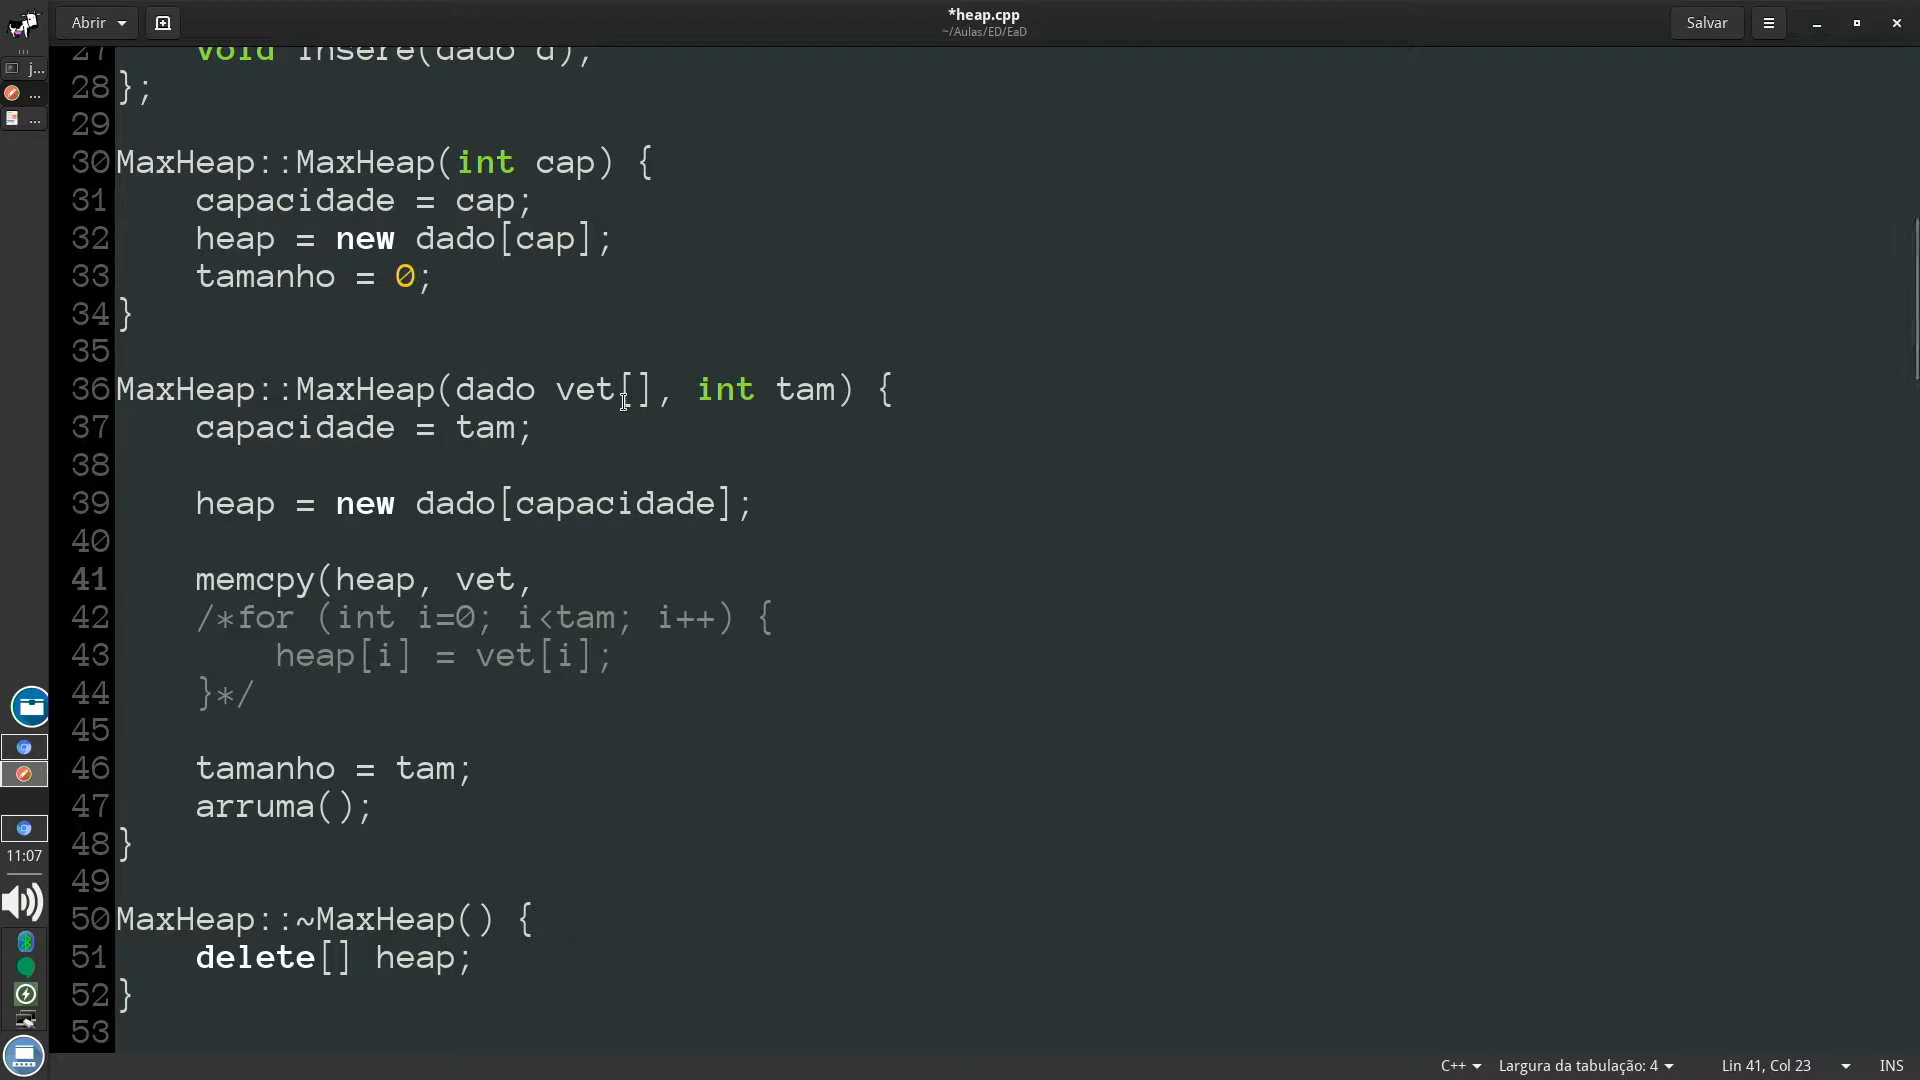 Abrir
*heap.cpp
~/Aulas/ED/EaD
Salvar
j...
...
...
27 void Insere(dado d);
28 };
29
30 MaxHeap::MaxHeap(int cap) {
31 capacidade = cap;
32 heap = new dado[cap];
33 tamanho = 0;
34 }
35
36 MaxHeap::MaxHeap(dado vet[], int tam) {
37 capacidade = tam;
38
39 heap = new dado[capacidade];
40
41 memcpy(heap, vet,
42 /*for (int i=0; i<tam; i++) {
43 heap[i] = vet[i];
44 }*/
45
46 tamanho = tam;
47 arruma();
48 }
49
50 MaxHeap::~MaxHeap() {
51 delete[] heap;
52 }
53
11:07
C++
Largura da tabulação: 4
Lin 41, Col 23
INS